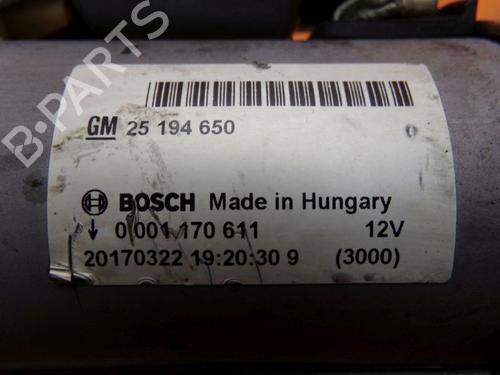 GM 25 194 650
BOSCH Made in Hungary
0 001 170 611 12V
20170322 19:20:30 9 (3000)
B-PARTS